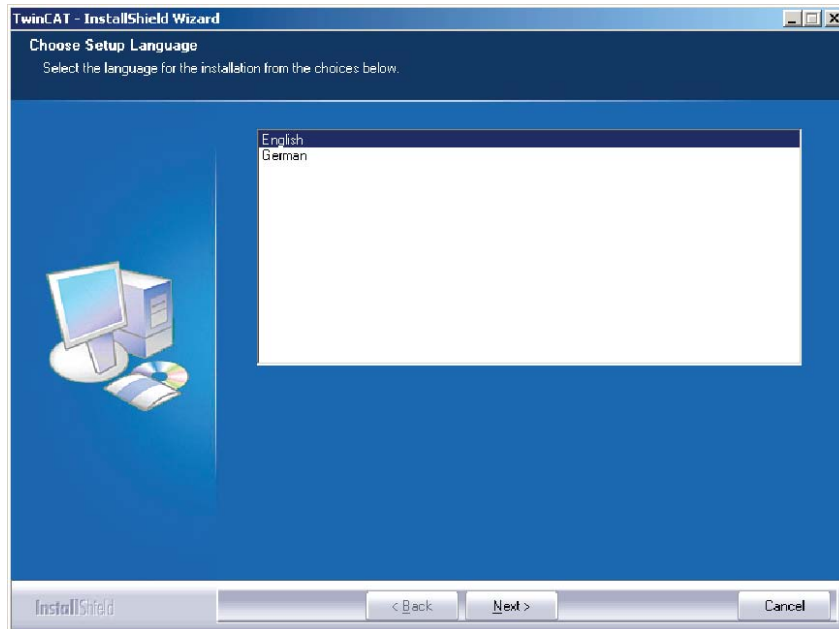 TwinCAT - InstallShield Wizard
Choose Setup Language
Select the language for the installation from the choices below.
English
German
InstallShield
< Back
Next >
Cancel